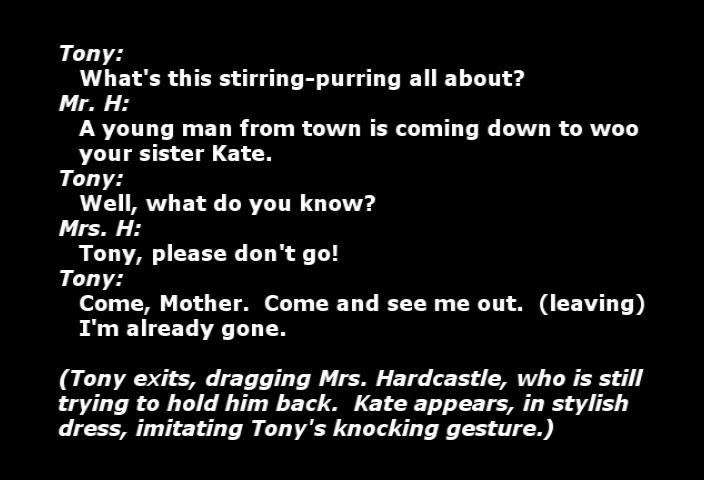 Tony:
What's this stirring-purring all about?
Mr. H:
A young man from town is coming down to woo
your sister Kate.
Tony:
Well, what do you know?
Mrs. H:
Tony, please don't go!
Tony:
Come, Mother.  Come and see me out.  (leaving)
I'm already gone.
(Tony exits, dragging Mrs. Hardcastle, who is still
trying to hold him back.  Kate appears, in stylish
dress, imitating Tony's knocking gesture.)